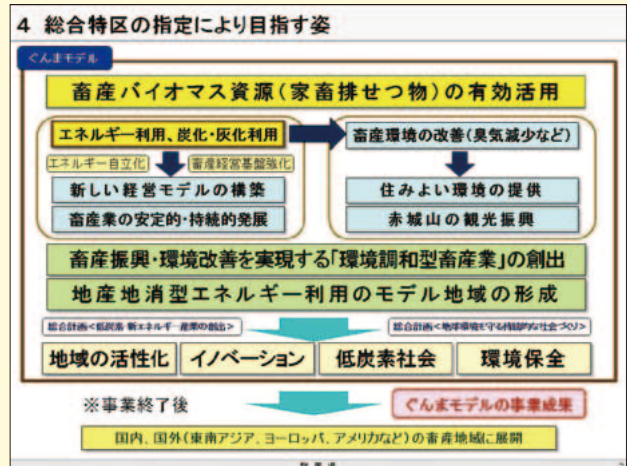 4 総合特区の指定により目指す姿
ぐんまモデル
畜産バイオマス資源(家畜排せつ物)の有効活用
エネルギー利用、炭化・灰化利用
畜産環境の改善(臭気減少など)
エネルギー自立化
畜産経営基盤強化
新しい経営モデルの構築
畜産業の安定的・持続的発展
住みよい環境の提供
赤城山の観光振興
畜産振興・環境改善を実現する「環境調和型畜産業」の創出
地産地消型エネルギー利用のモデル地域の形成
総合計画<低炭素・新エネルギー産業の創出>
総合計画<地球環境を守る持続的な社会づくり>
地域の活性化
イノベーション
低炭素社会
環境保全
※事業終了後
ぐんまモデルの事業成果
国内、国外(東南アジア、ヨーロッパ、アメリカなど)の畜産地域に展開